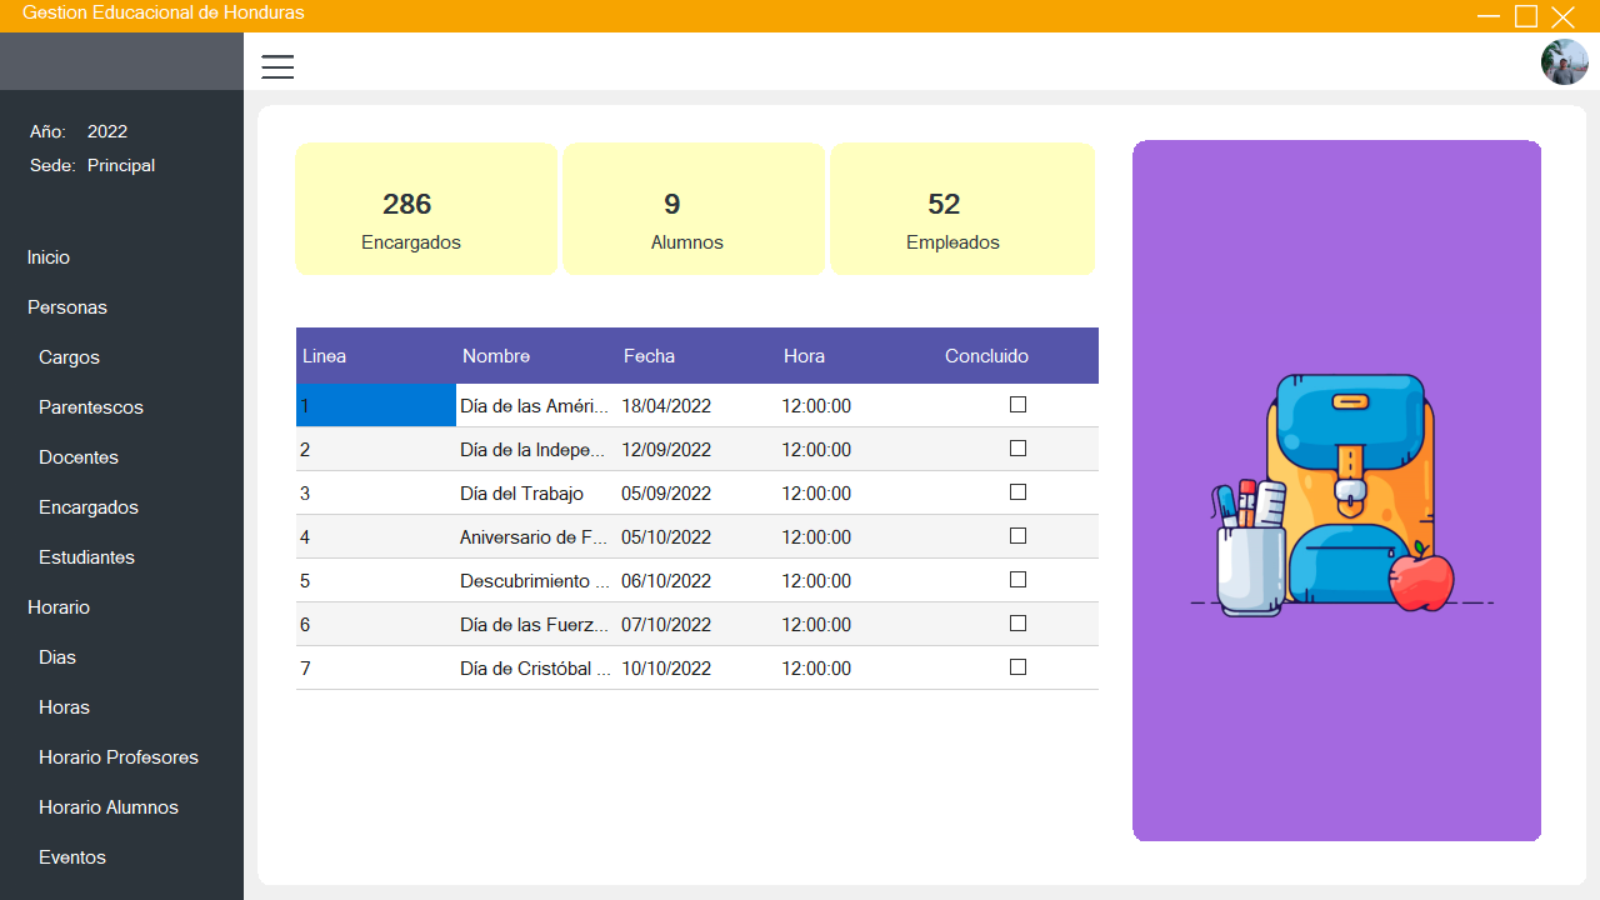 Gestion Educacional de Honduras
Año: 2022
Sede: Principal
Inicio
Personas
Cargos
Parentescos
Docentes
Encargados
Estudiantes
Horario
Dias
Horas
Horario Profesores
Horario Alumnos
Eventos
286
Encargados
9
Alumnos
52
Empleados
Linea Nombre Fecha Hora Concluido
1 Día de las Améri... 18/04/2022 12:00:00
2 Día de la Indepe... 12/09/2022 12:00:00
3 Día del Trabajo 05/09/2022 12:00:00
4 Aniversario de F... 05/10/2022 12:00:00
5 Descubrimiento ... 06/10/2022 12:00:00
6 Día de las Fuerz... 07/10/2022 12:00:00
7 Día de Cristóbal ... 10/10/2022 12:00:00